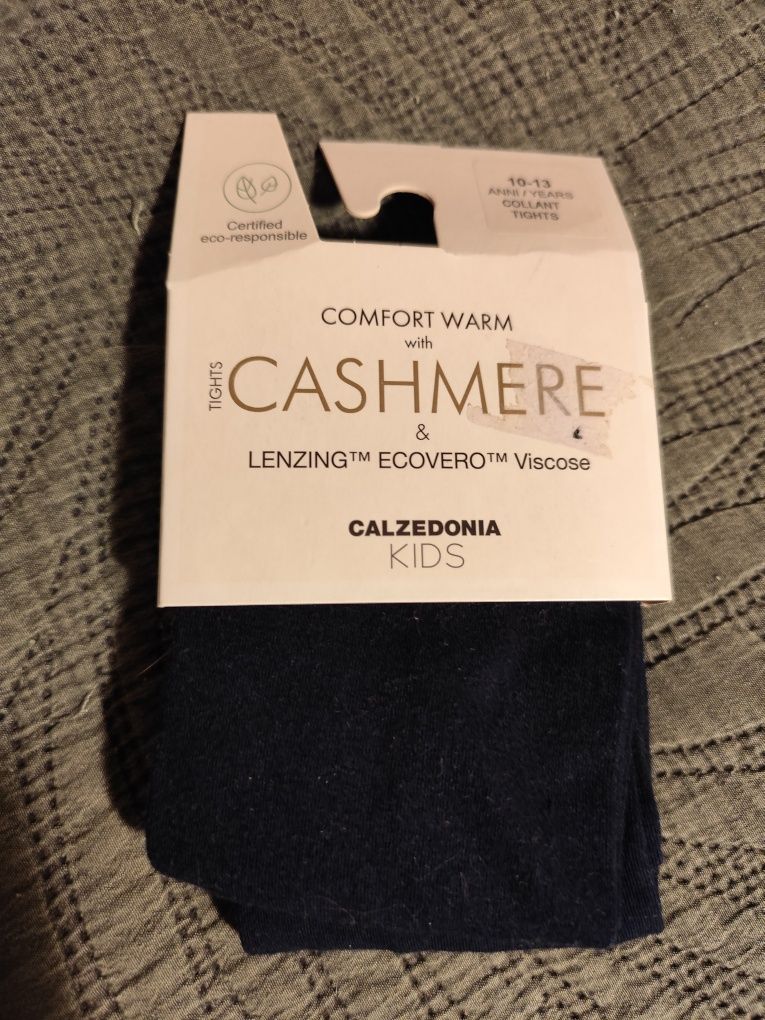 Certified
eco-responsible
10-13
ANNI / YEARS
COLLANT
TIGHTS
COMFORT WARM
with
TIGHTS
CASHMERE
&
LENZING™ ECOVERO™ Viscose
CALZEDONIA
KIDS